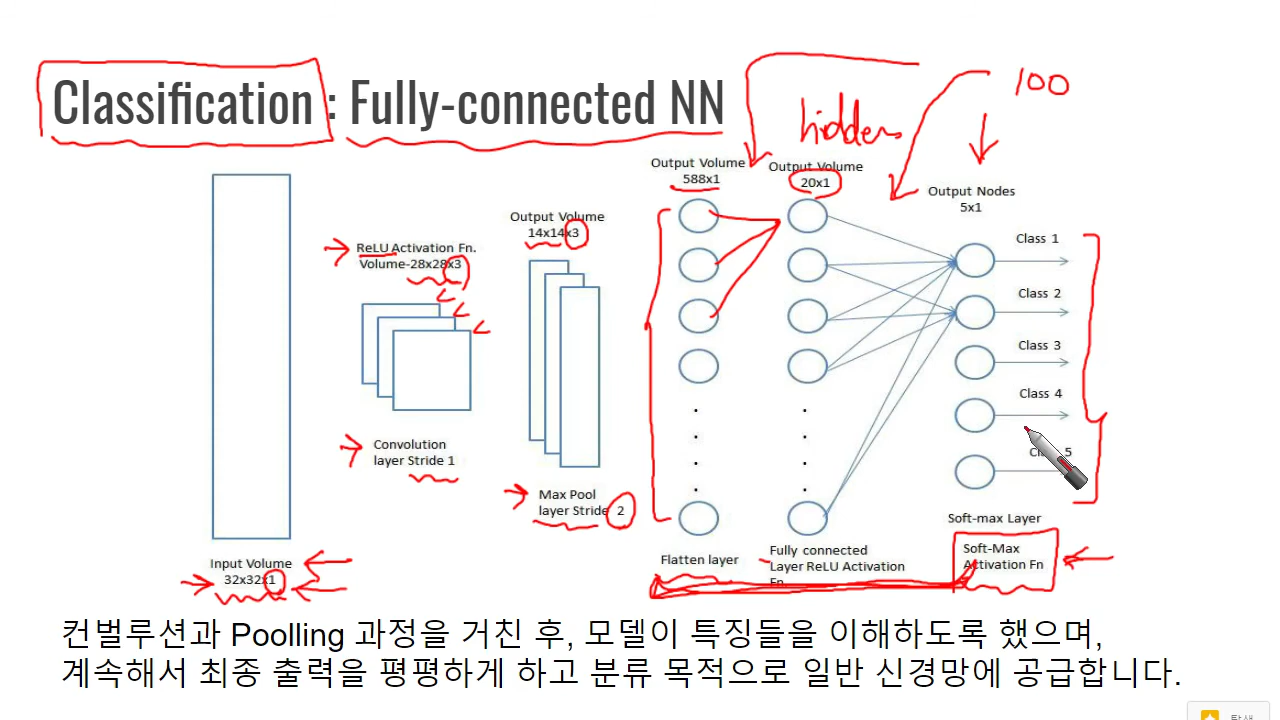 Classification : Fully-connected NN
hidden
100
Output Volume
588x1
Output Volume
20x1
Output Nodes
5x1
Output Volume
14x14x3
ReLU Activation Fn.
Volume-28x28x3
Class 1
Class 2
Class 3
Class 4
5
Convolution
layer Stride 1
Max Pool
layer Stride 2
Soft-max Layer
Input Volume
32x32x1
Flatten layer
Fully connected
Layer ReLU Activation
Fn
Soft-Max
Activation Fn
컨벌루션과 Poolling 과정을 거친 후, 모델이 특징들을 이해하도록 했으며,
계속해서 최종 출력을 평평하게 하고 분류 목적으로 일반 신경망에 공급합니다.